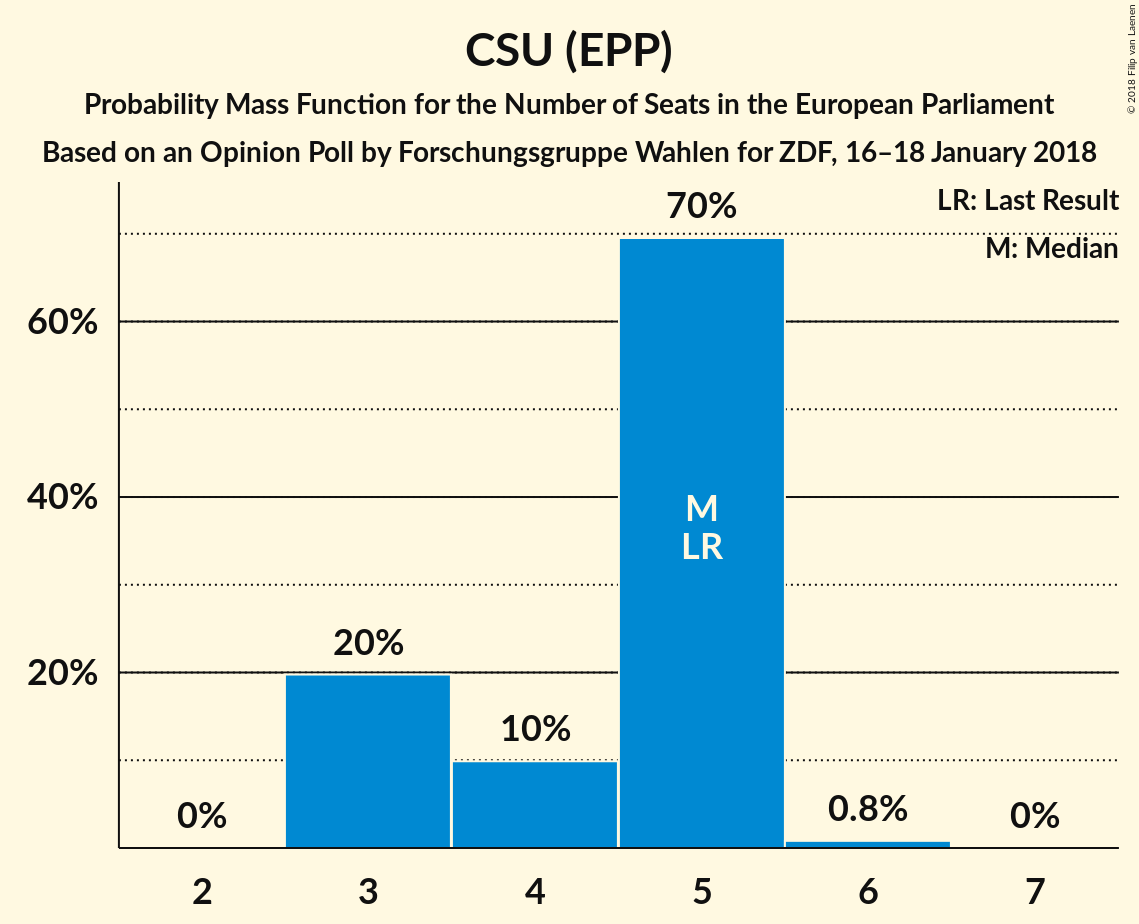 CSU (EPP)
Probability Mass Function for the Number of Seats in the European Parliament
Based on an Opinion Poll by Forschungsgruppe Wahlen for ZDF, 16–18 January 2018
© 2018 Filip van Laenen
LR: Last Result
M: Median
60%
40%
20%
0%
20%
10%
70%
M
LR
0.8%
0%
2
3
4
5
6
7